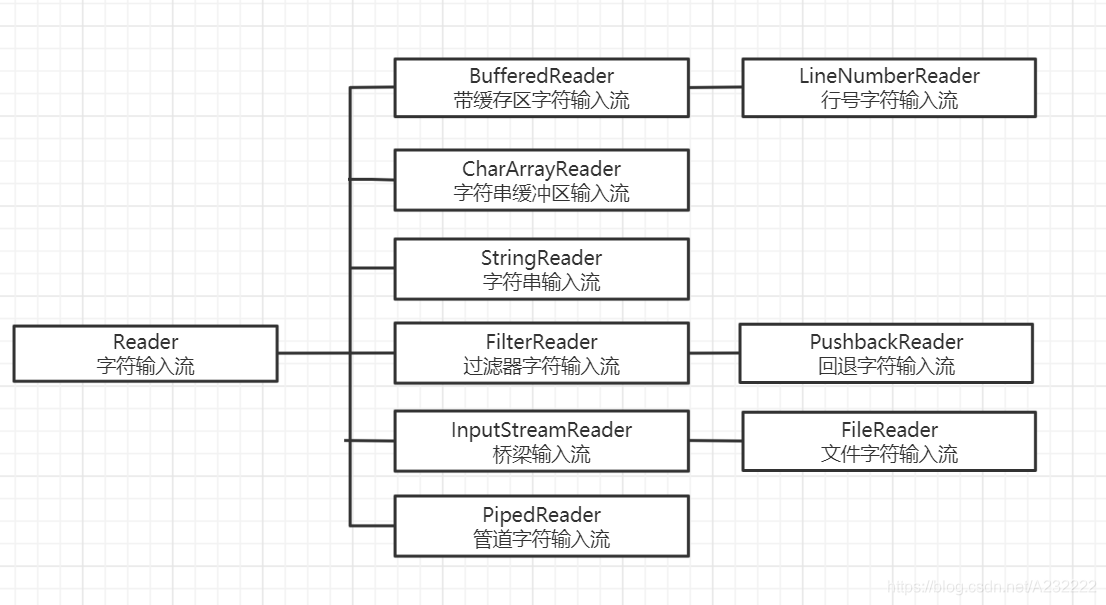 BufferedReader
带缓存区字符输入流
LineNumberReader
行号字符输入流
CharArrayReader
字符串缓冲区输入流
StringReader
字符串输入流
Reader
字符输入流
FilterReader
过滤器字符输入流
PushbackReader
回退字符输入流
InputStreamReader
桥梁输入流
FileReader
文件字符输入流
PipedReader
管道字符输入流
https://blog.csdn.net/A232222